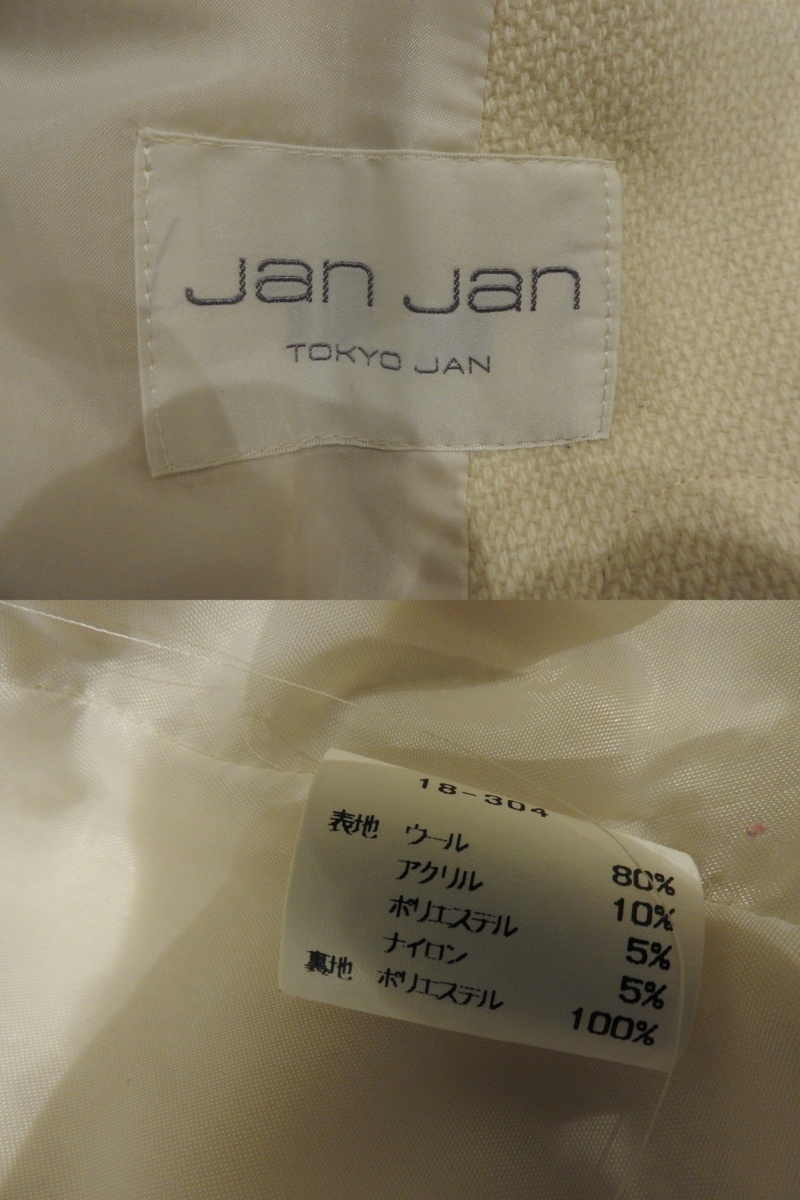 Jan Jan
TOKYO JAN
18-304
表地 ウール 80%
アクリル 10%
ポリエステル 5%
ナイロン 5%
裏地 ポリエステル 100%